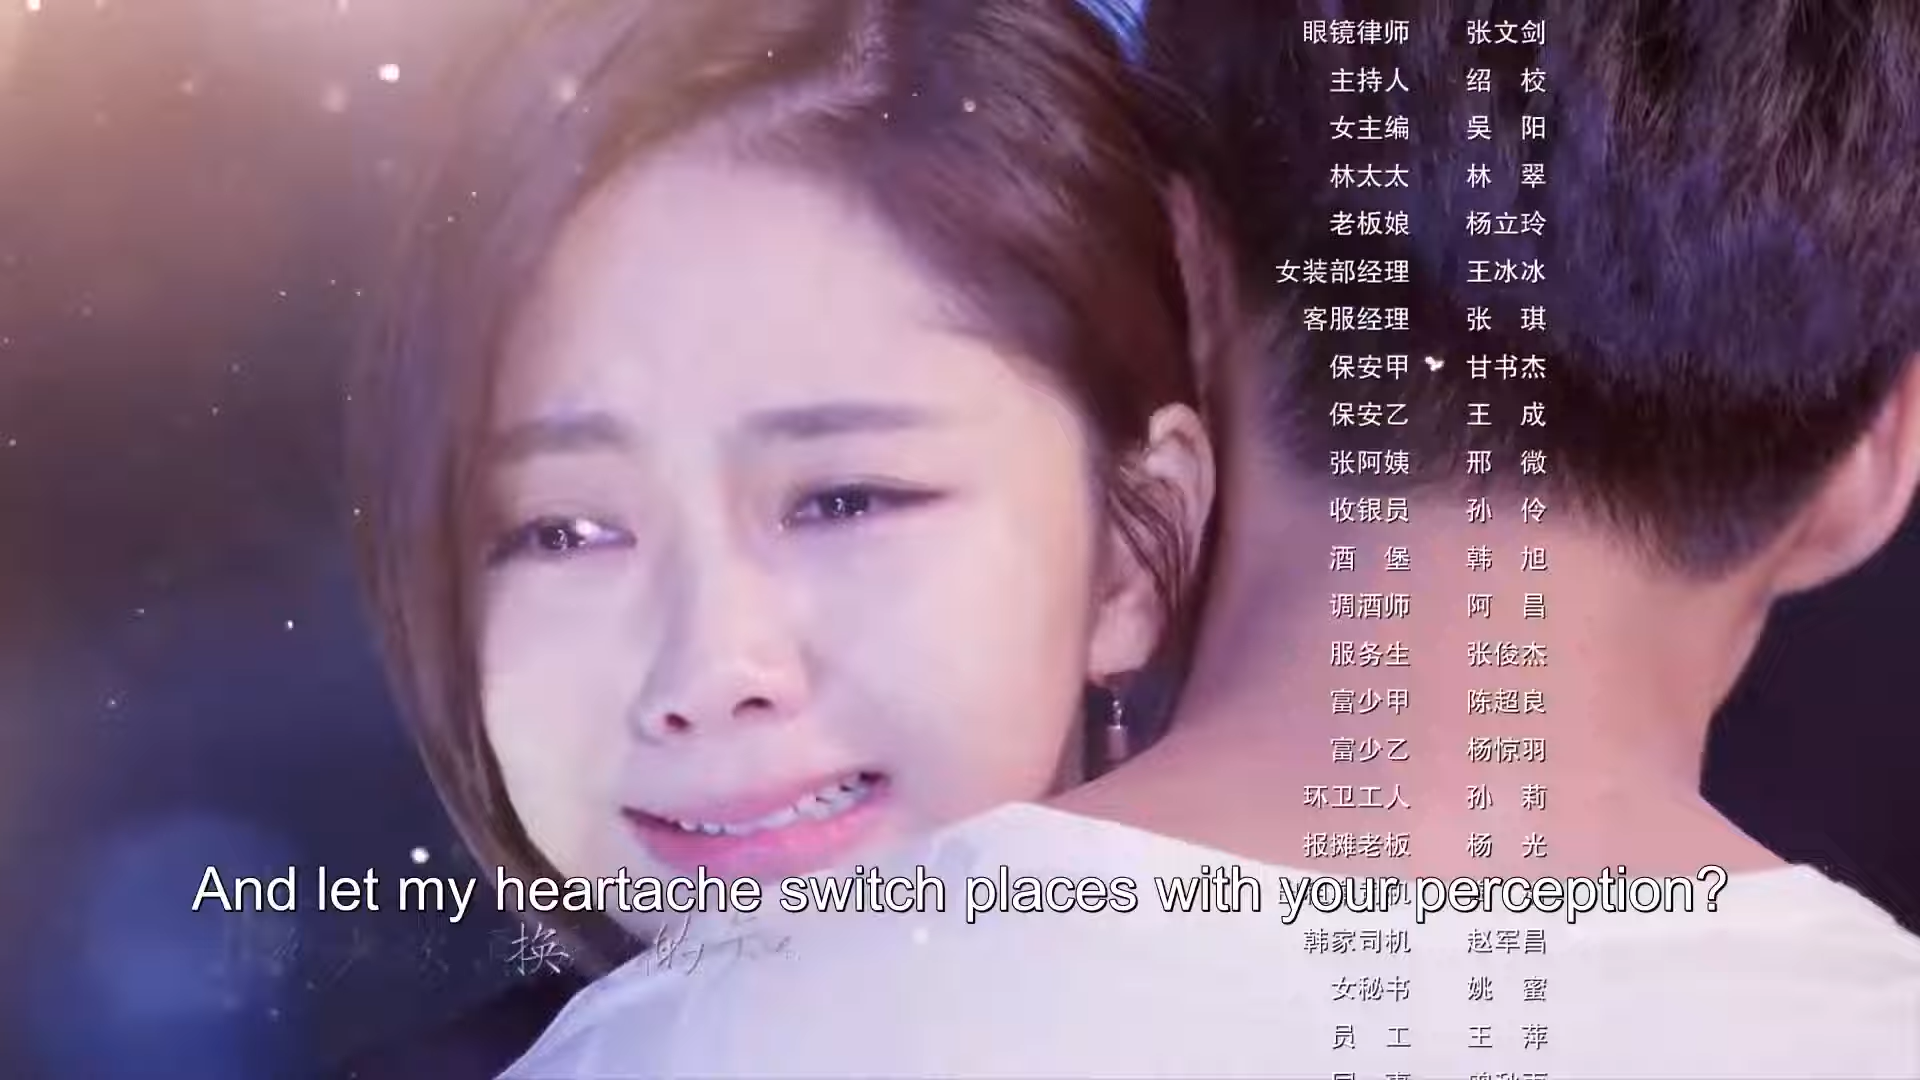 眼镜律师 张文剑
主持人 绍 校
女主编 吴 阳
林太太 林 翠
老板娘 杨立玲
女装部经理 王冰冰
客服经理 张 琪
保安甲 甘书杰
保安乙 王 成
张阿姨 邢 微
收银员 孙 伶
酒 堡 韩 旭
调酒师 阿 昌
服务生 张俊杰
富少甲 陈超良
富少乙 杨惊羽
环卫工人 孙 莉
报摊老板 杨 光
And let my heartache switch places with your perception?
韩家司机 赵军昌
换 的
女秘书 姚 蜜
员 工 王 萍